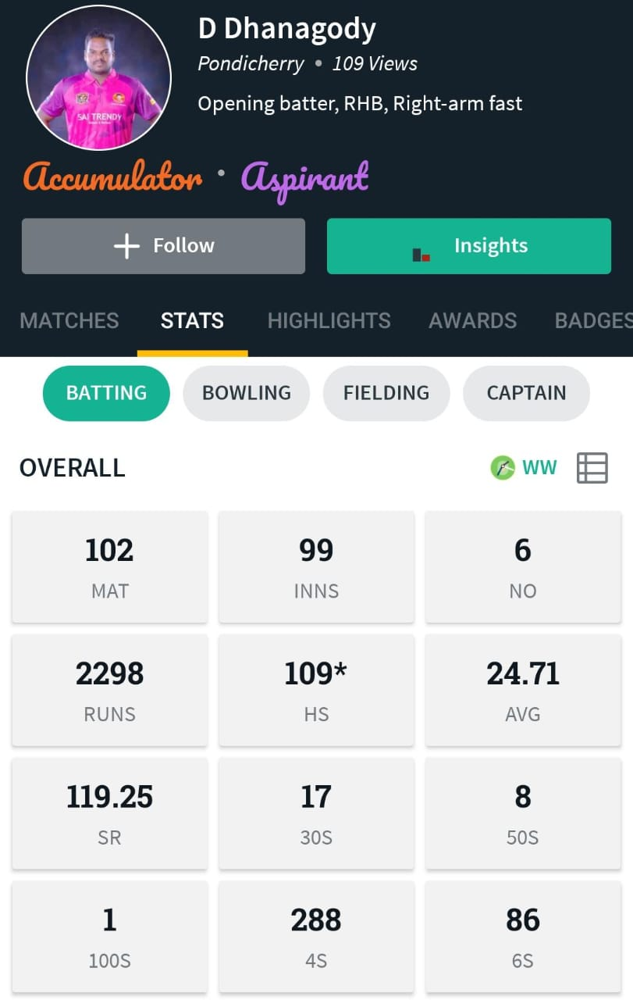 D Dhanagody
Pondicherry • 109 Views
Opening batter, RHB, Right-arm fast
SAI TRENDY
Accumulator • Aspirant
+ Follow
Insights
MATCHES STATS HIGHLIGHTS AWARDS BADGES
BATTING BOWLING FIELDING CAPTAIN
OVERALL WW
102 99 6
MAT INNS NO
2298 109* 24.71
RUNS HS AVG
119.25 17 8
SR 30S 50S
1 288 86
100S 4S 6S